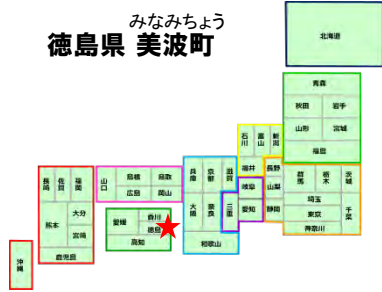 みなみちょう
徳島県 美波町
北海道
青森
秋田 岩手
山形 宮城
福島
石川 富山 新潟
福井 長野
岐阜 山梨
愛知 静岡
群馬 栃木 茨城
埼玉
東京 千葉
神奈川
兵庫 京都 滋賀
大阪 奈良 三重
和歌山
山口 島根 鳥取
広島 岡山
愛媛 香川
徳島
高知
長崎 佐賀 福岡
熊本 大分
宮崎
鹿児島
沖縄